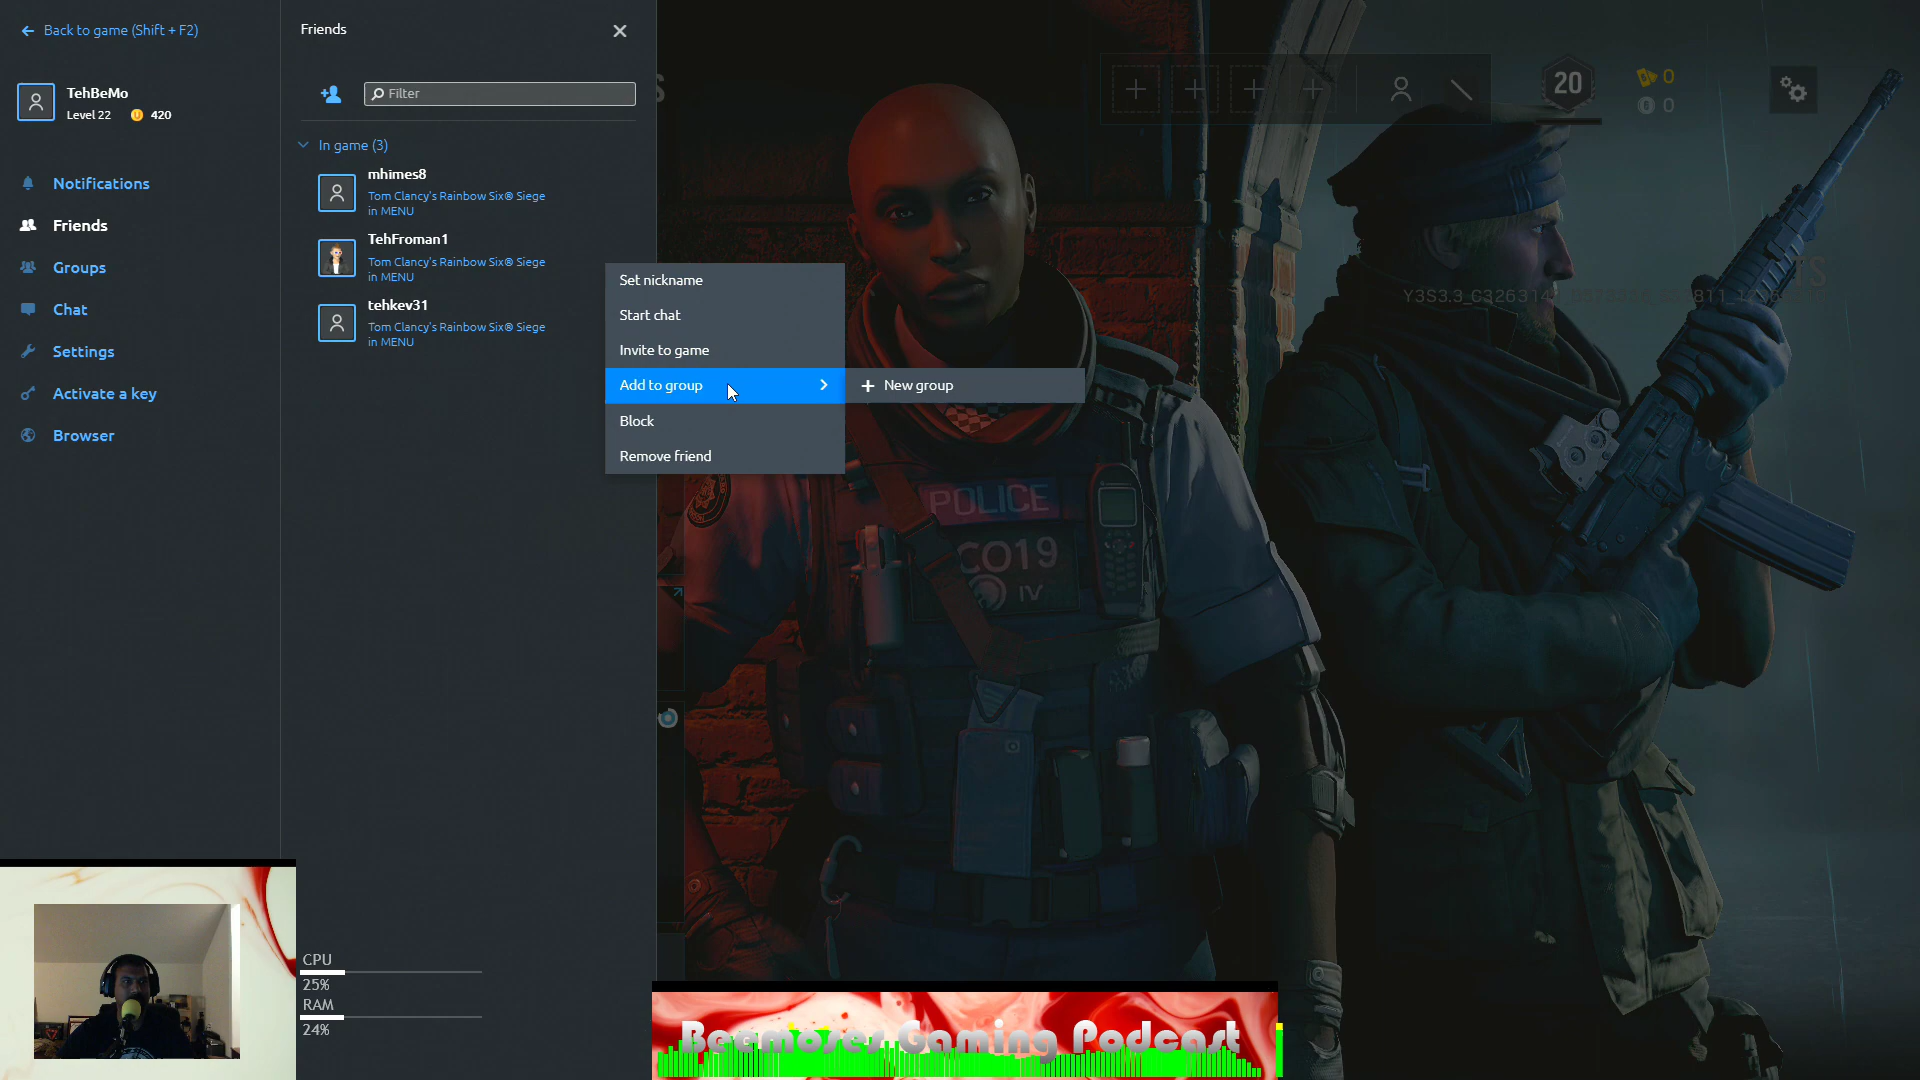 Back to game (Shift + F2)
Friends
TehBeMo
Level 22
420
Filter
20
0
0
In game (3)
mhimes8
Tom Clancy's Rainbow Six® Siege
in MENU
TehFroman1
Tom Clancy's Rainbow Six® Siege
in MENU
tehkev31
Tom Clancy's Rainbow Six® Siege
in MENU
Notifications
Friends
Groups
Chat
Settings
Activate a key
Browser
Set nickname
Start chat
Invite to game
Add to group
New group
Block
Remove friend
POLICE
CO19
IV
CPU
25%
RAM
24%
Beemoses Gaming Podcast